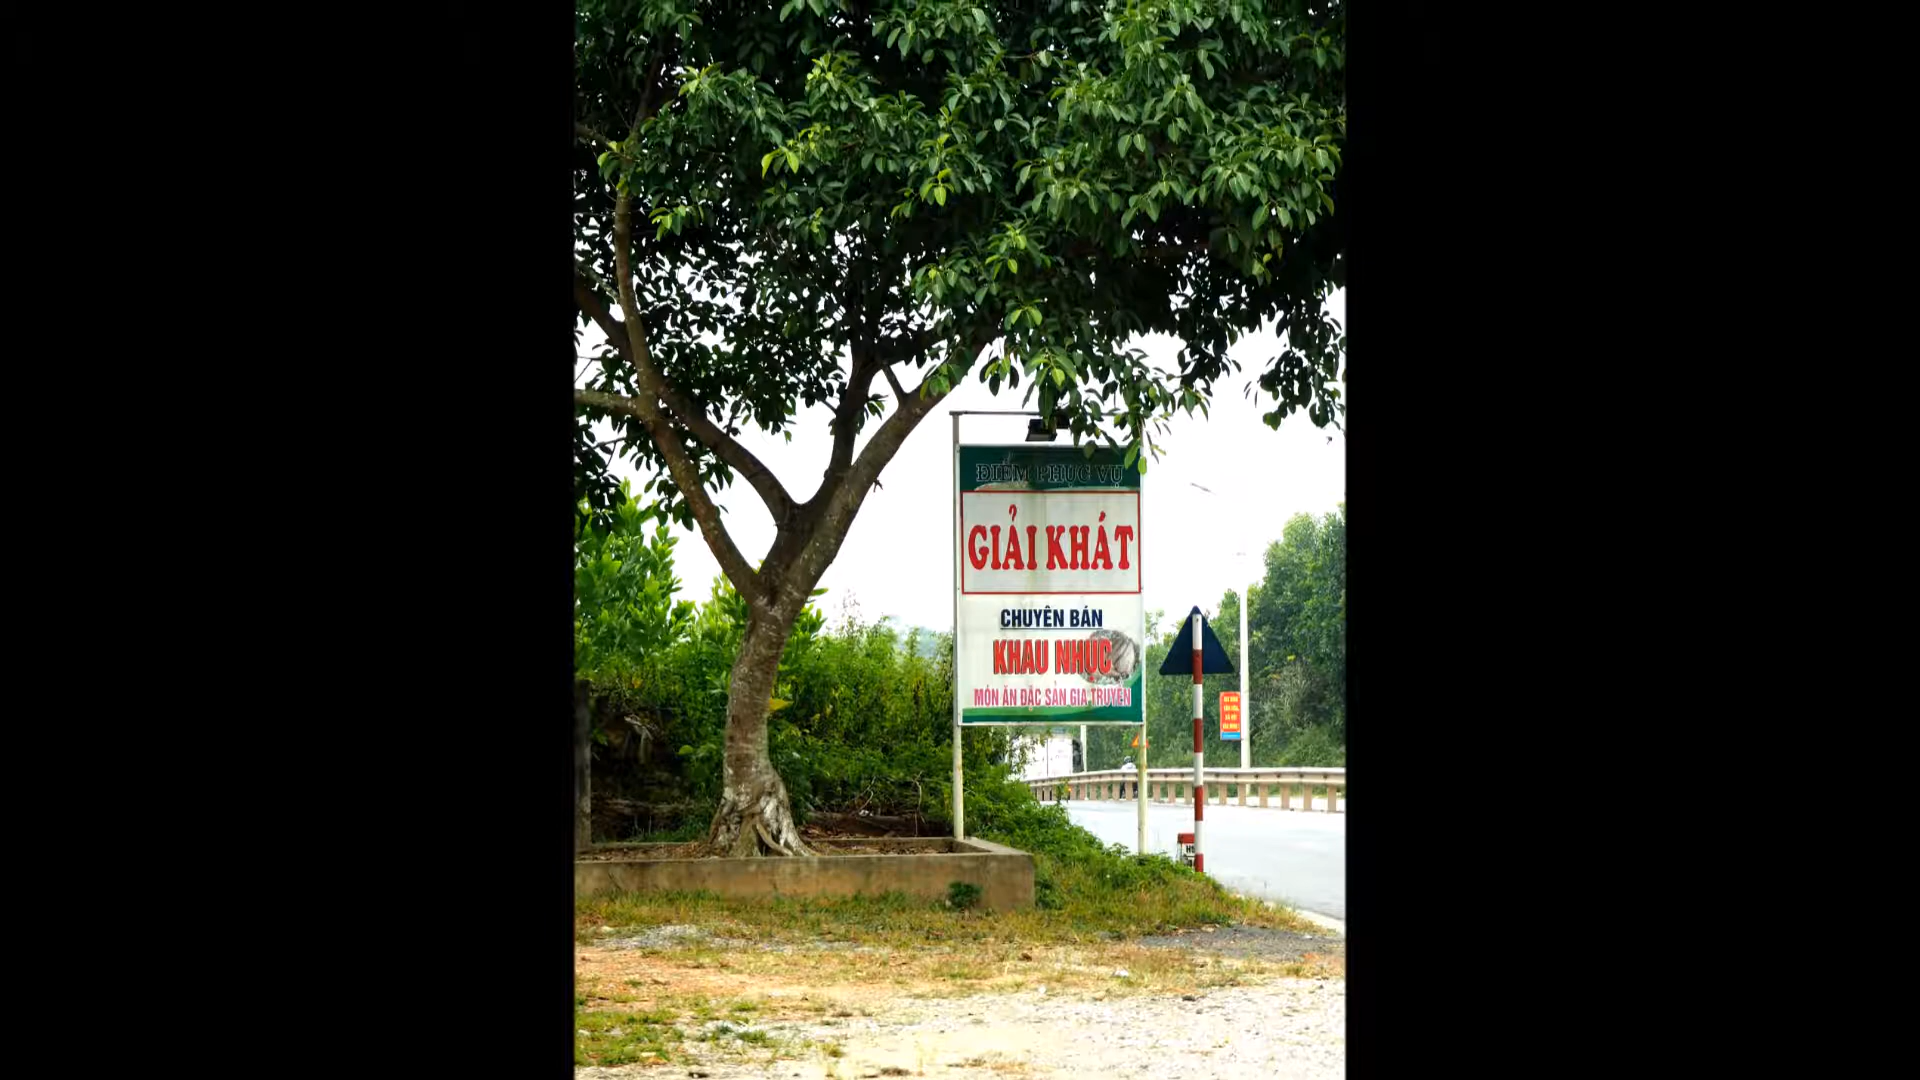 ĐIỂM PHỤC VỤ
GIẢI KHÁT
CHUYÊN BÁN
KHAU NHỤC
MÓN ĂN ĐẶC SẢN GIA TRUYỀN